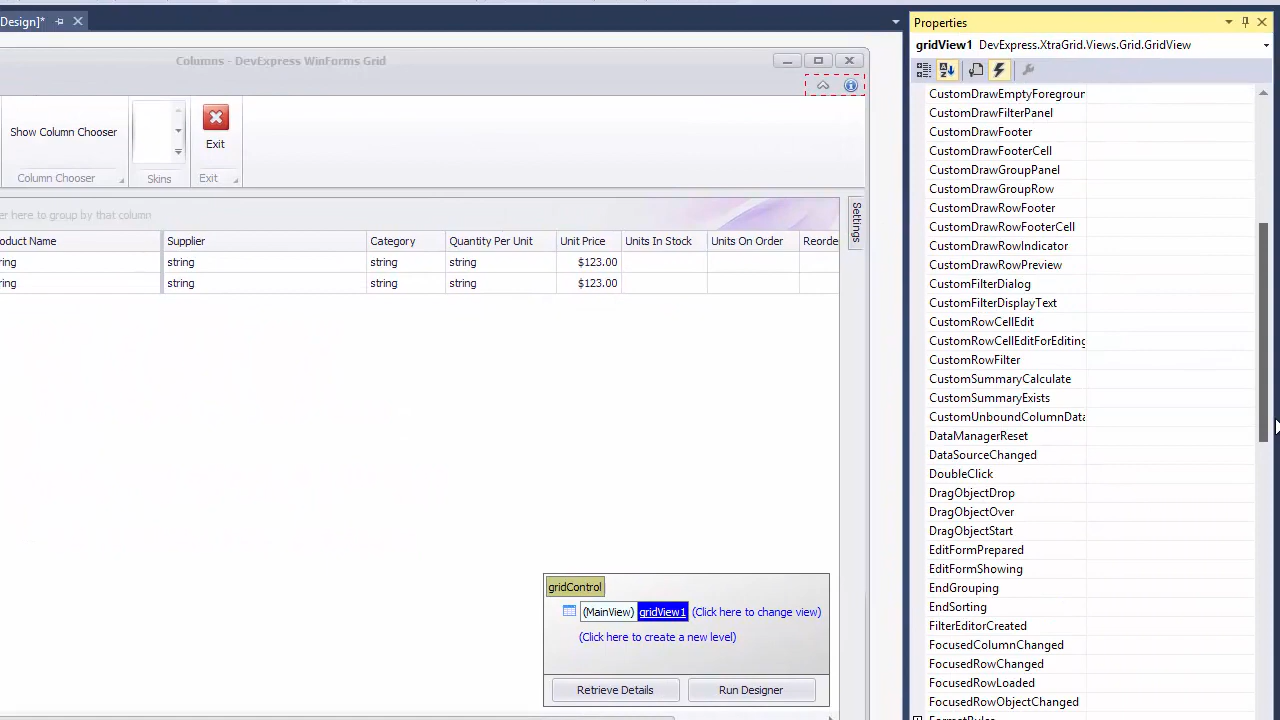 Design]*
Columns - DevExpress WinForms Grid
Show Column Chooser
Exit
Column Chooser
Skins
Exit
er here to group by that column
Settings
oduct Name
Supplier
Category
Quantity Per Unit
Unit Price
Units In Stock
Units On Order
Reorde
ring
string
string
string
$123.00
ring
string
string
string
$123.00
gridControl
(MainView) gridView1 (Click here to change view)
(Click here to create a new level)
Retrieve Details
Run Designer
Properties
gridView1 DevExpress.XtraGrid.Views.Grid.GridView
CustomDrawEmptyForegroun
CustomDrawFilterPanel
CustomDrawFooter
CustomDrawFooterCell
CustomDrawGroupPanel
CustomDrawGroupRow
CustomDrawRowFooter
CustomDrawRowFooterCell
CustomDrawRowIndicator
CustomDrawRowPreview
CustomFilterDialog
CustomFilterDisplayText
CustomRowCellEdit
CustomRowCellEditForEditing
CustomRowFilter
CustomSummaryCalculate
CustomSummaryExists
CustomUnboundColumnData
DataManagerReset
DataSourceChanged
DoubleClick
DragObjectDrop
DragObjectOver
DragObjectStart
EditFormPrepared
EditFormShowing
EndGrouping
EndSorting
FilterEditorCreated
FocusedColumnChanged
FocusedRowChanged
FocusedRowLoaded
FocusedRowObjectChanged
FormatRules